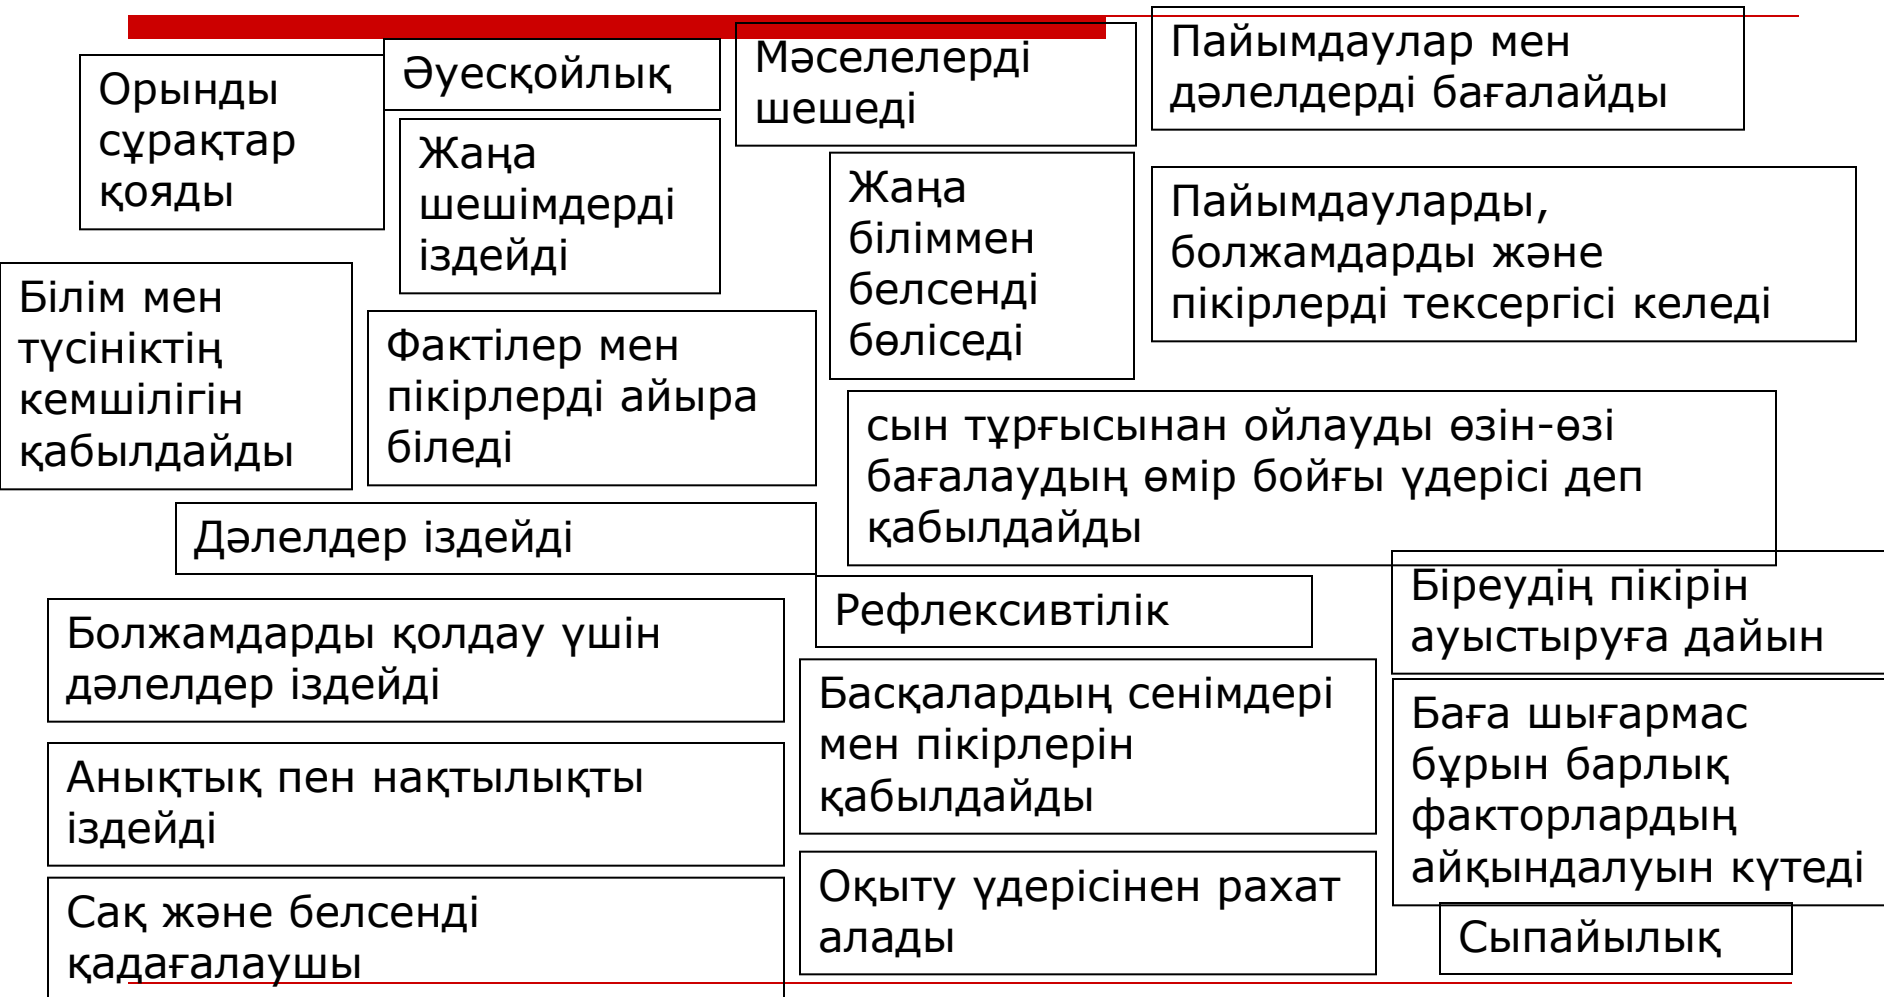 Орынды
сұрақтар
қояды
Әуесқойлық
Мәселелерді
шешеді
Пайымдаулар мен
дәлелдерді бағалайды
Жаңа
шешімдерді
іздейді
Жаңа
біліммен
белсенді
бөліседі
Пайымдауларды,
болжамдарды және
пікірлерді тексергісі келеді
Білім мен
түсініктің
кемшілігін
қабылдайды
Фактілер мен
пікірлерді айыра
біледі
сын тұрғысынан ойлауды өзін-өзі
бағалаудың өмір бойғы үдерісі деп
қабылдайды
Дәлелдер іздейді
Рефлексивтілік
Біреудің пікірін
ауыстыруға дайын
Болжамдарды қолдау үшін
дәлелдер іздейді
Басқалардың сенімдері
мен пікірлерін
қабылдайды
Баға шығармас
бұрын барлық
факторлардың
айқындалуын күтеді
Анықтық пен нақтылықты
іздейді
Оқыту үдерісінен рахат
алады
Сақ және белсенді
қадағалаушы
Сыпайылық